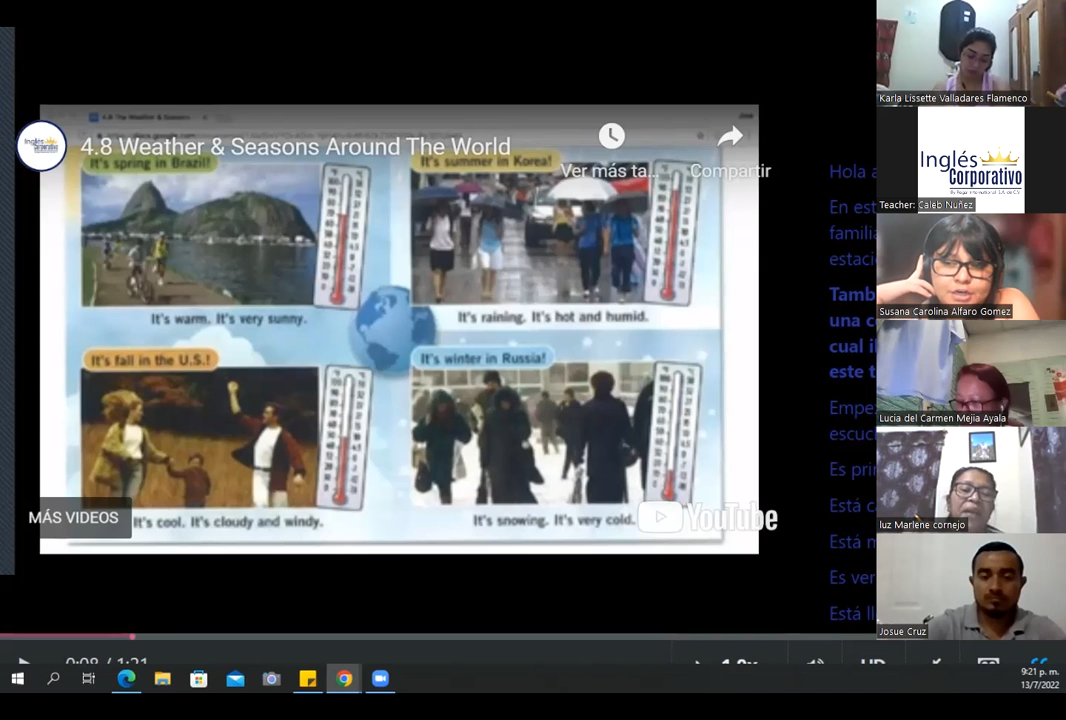 4.8 Weather & Seasons Around The World
Ver más ta...
Compartir
It's spring in Brazil!
It's summer in Korea!
It's warm. It's very sunny.
It's raining. It's hot and humid.
It's fall in the U.S.!
It's winter in Russia!
It's cool. It's cloudy and windy.
It's snowing. It's very cold.
MÁS VIDEOS
YouTube
Hola a
En est
familia
estaci
Tamb
una c
cual il
este t
Empe
escuc
Es pri
Está c
Está n
Es ver
Está ll
0:08 / 1:21
HD
Karla Lissette Valladares Flamenco
Inglés
Corporativo
Teacher: Caleb Nuñez
Susana Carolina Alfaro Gomez
Lucia del Carmen Mejia Ayala
luz Marlene cornejo
Josue Cruz
9:21 p. m.
13/7/2022